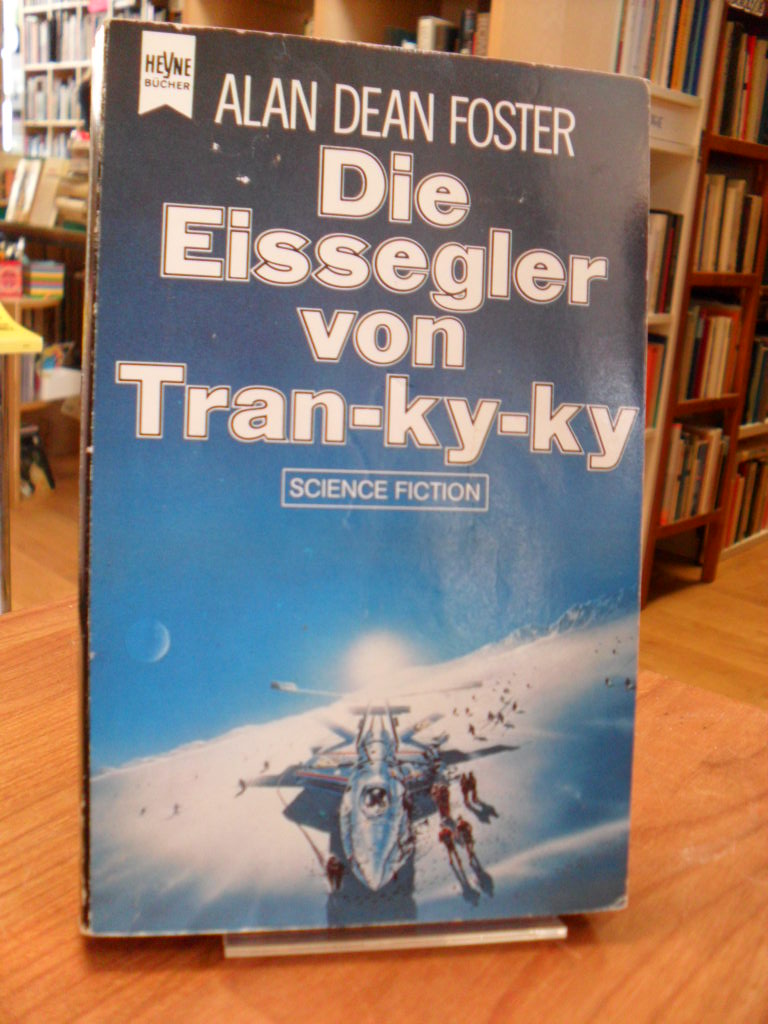 HEYNE
BÜCHER
ALAN DEAN FOSTER
Die
Eissegler
von
Tran-ky-ky
SCIENCE FICTION